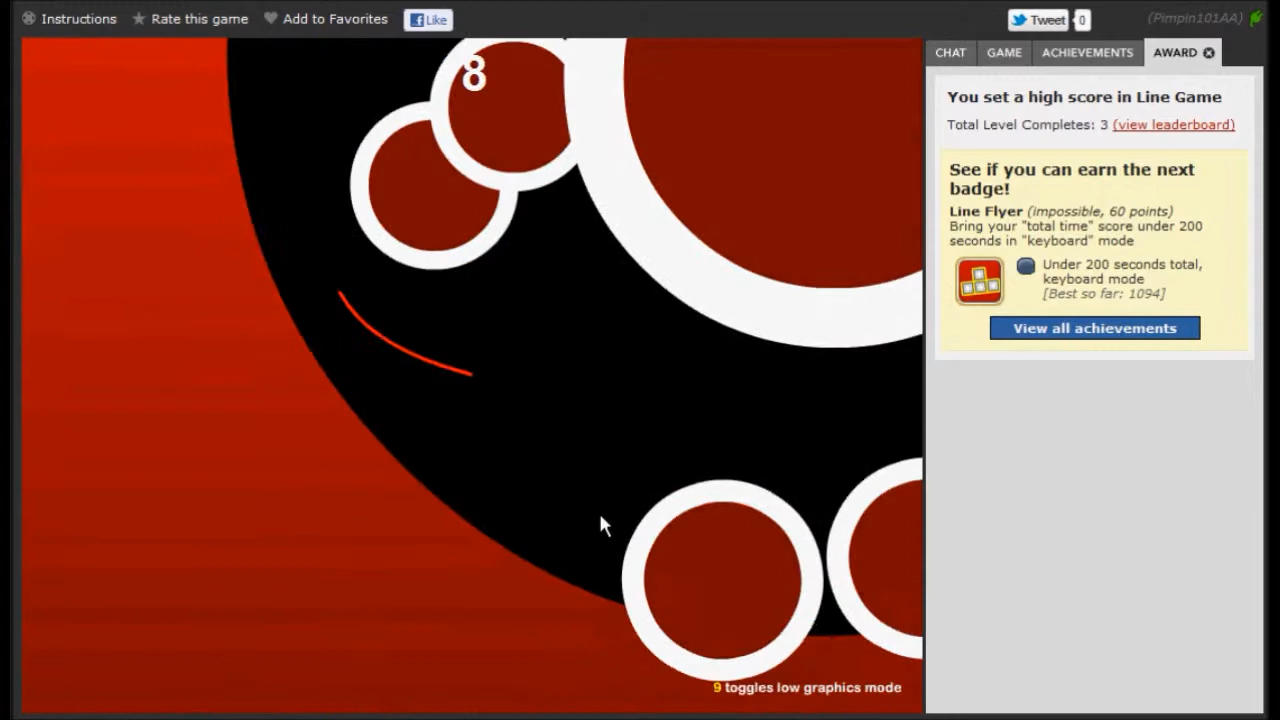 Instructions
Rate this game
Add to Favorites
Like
Tweet
0
(Pimpin101AA)
CHAT
GAME
ACHIEVEMENTS
AWARD
8
You set a high score in Line Game
Total Level Completes: 3 (view leaderboard)
See if you can earn the next
badge!
Line Flyer (impossible, 60 points)
Bring your "total time" score under 200
seconds in "keyboard" mode
Under 200 seconds total,
keyboard mode
[Best so far: 1094]
View all achievements
9 toggles low graphics mode